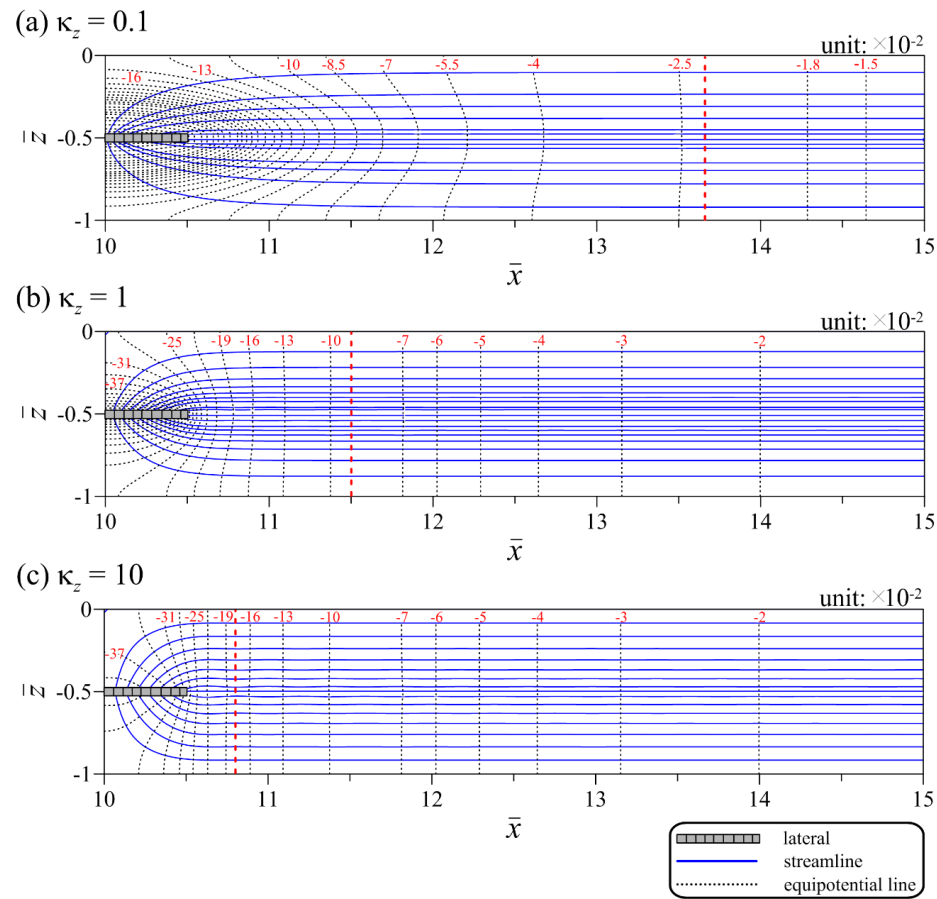 (a) κz = 0.1
unit: ×10-2
0
-16 -13 -10 -8.5 -7 -5.5 -4 -2.5 -1.8 -1.5
z̄ -0.5
-1
10 11 12 13 14 15
x̄
(b) κz = 1
unit: ×10-2
0
-25 -19 -16 -13 -10 -7 -6 -5 -4 -3 -2
-31
-37
z̄ -0.5
-1
10 11 12 13 14 15
x̄
(c) κz = 10
unit: ×10-2
0
-31 -25 -19 -16 -13 -10 -7 -6 -5 -4 -3 -2
-37
z̄ -0.5
-1
10 11 12 13 14 15
x̄
lateral
streamline
equipotential line